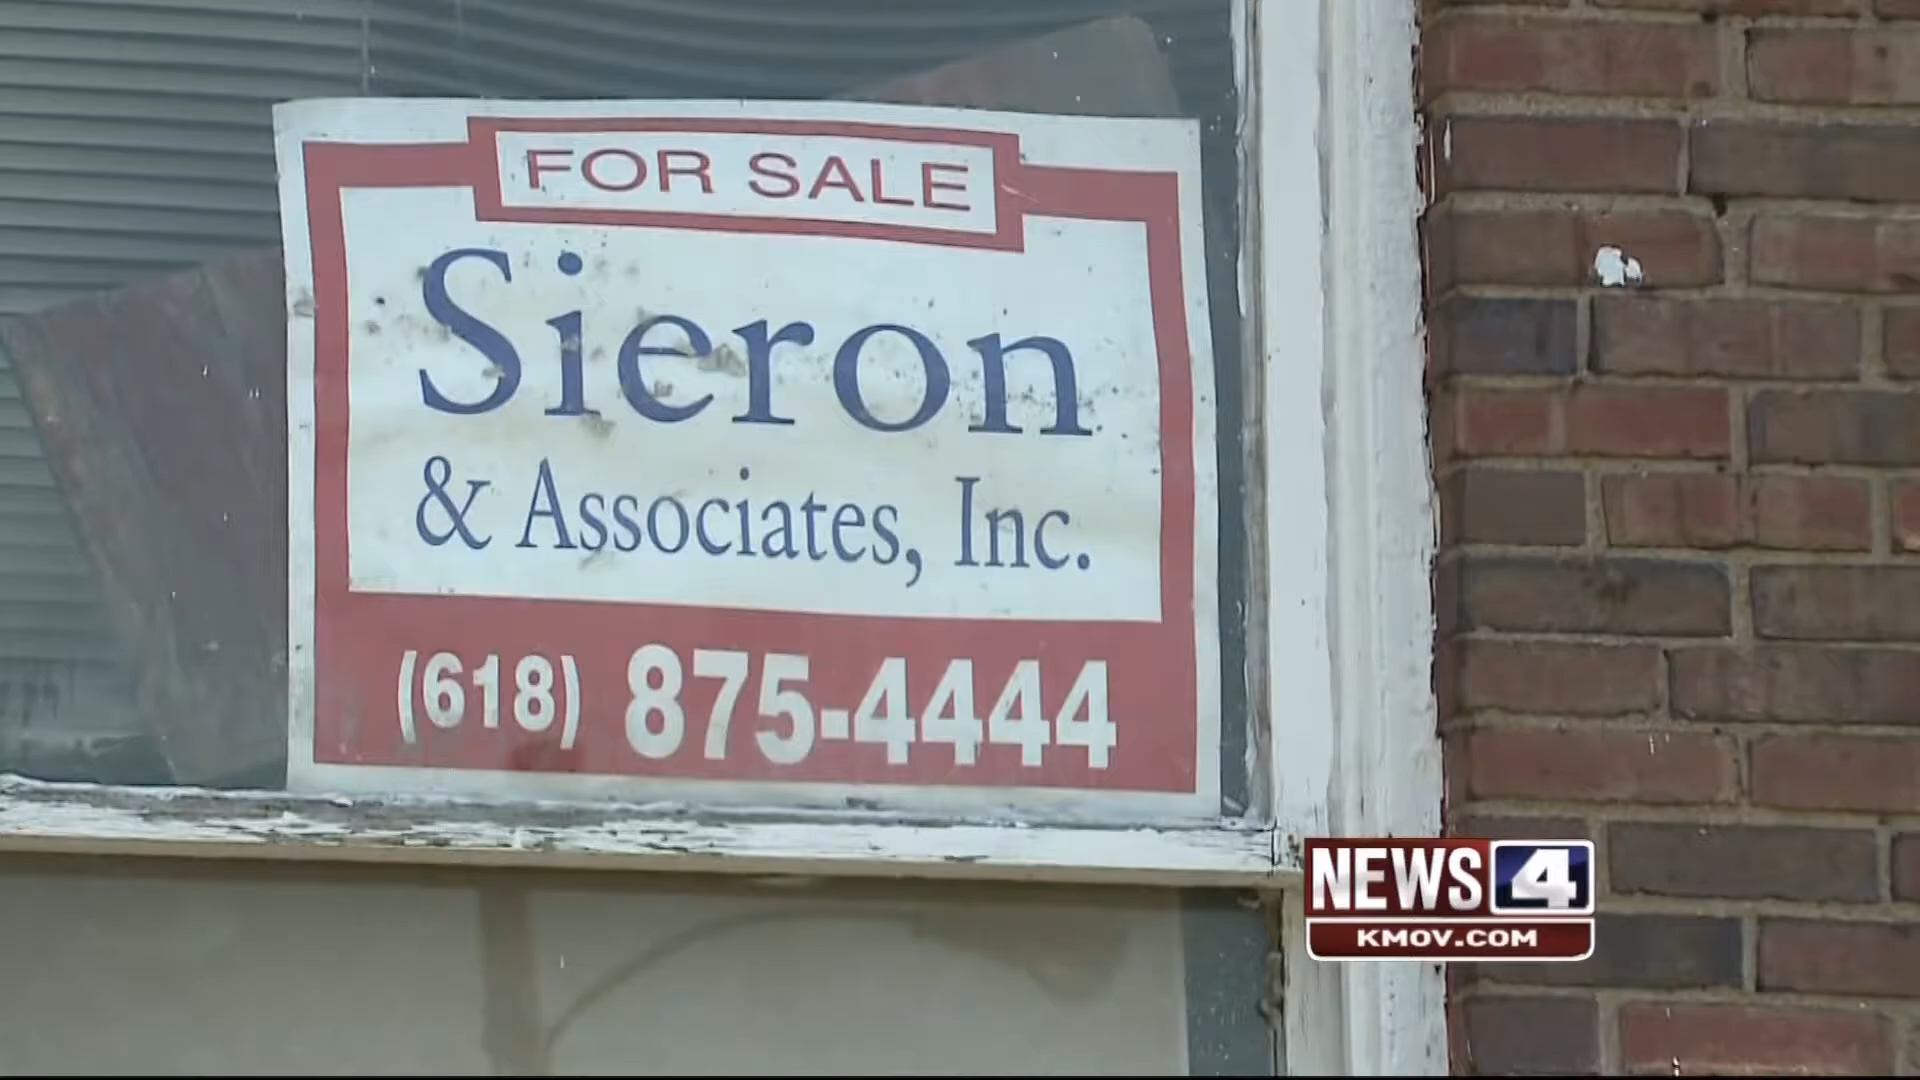 FOR SALE
Sieron
& Associates, Inc.
(618) 875-4444
NEWS 4
KMOV.COM